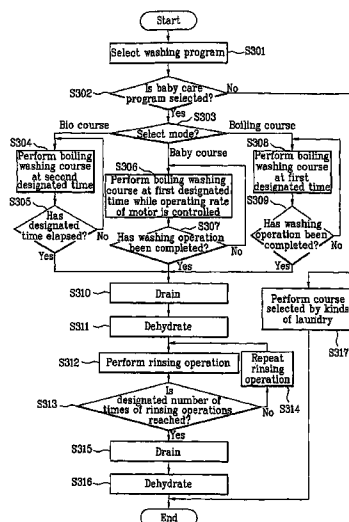 Start
Select washing program
S301
Is
baby care
program selected?
No
S302
S303
Select mode?
Bio course
Boiling course
Baby course
S304
Perform boiling
washing course
at second
designated time
S305
Has
designated
time elapsed?
No
Yes
S306
Perform boiling washing
course at first designated
time while operating rate
of motor is controlled
S307
Has washing operation
been completed?
No
Yes
S308
Perform boiling
washing course
at first
designated time
S309
Has
washing
operation been
completed?
No
Yes
S310
Drain
S311
Dehydrate
S312
Perform rinsing operation
Repeat
rinsing
operation
S314
S313
Is
designated number of
times of rinsing operations
reached?
No
Yes
S315
Drain
S316
Dehydrate
Perform course
selected by kinds
of laundry
S317
End